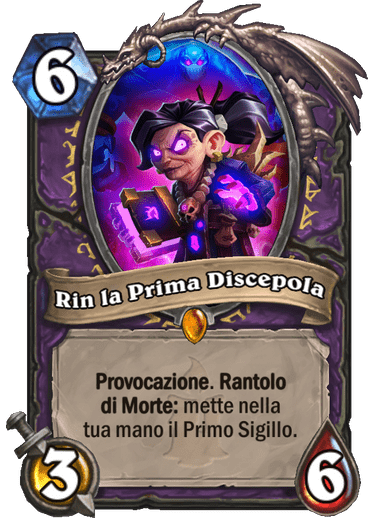 6
Rin la Prima Discepola
Provocazione. Rantolo
di Morte: mette nella
tua mano il Primo Sigillo.
3
6